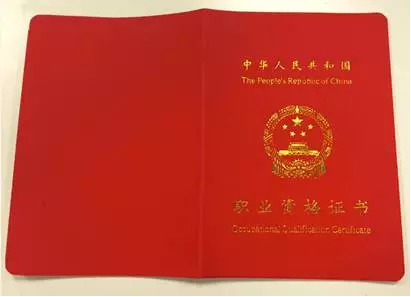 中华人民共和国
The People's Republic of China
职业资格证书
Occupational Qualification Certificate